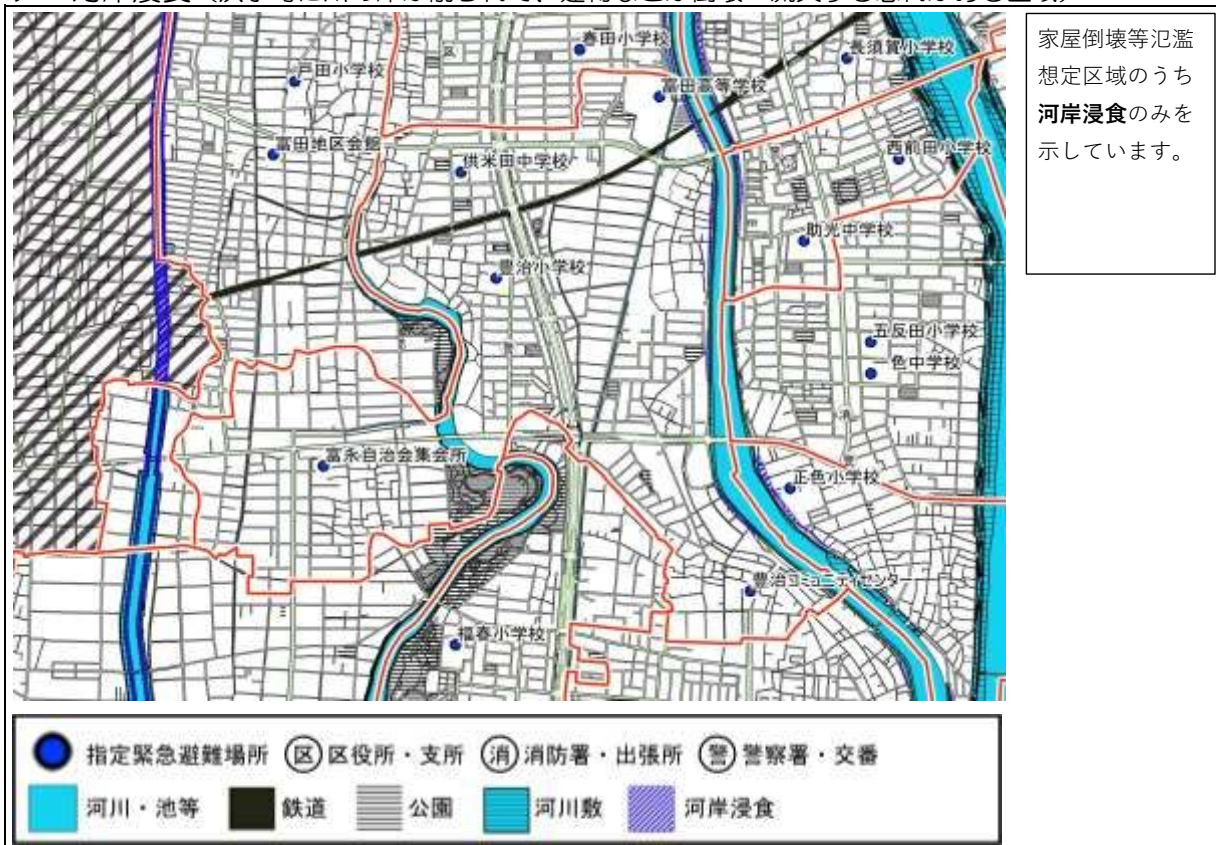 家屋倒壊等氾濫
想定区域のうち
河岸浸食のみを
示しています。
春田小学校
長須賀小学校
戸田小学校
富田高等学校
富田地区会館
供米田中学校
西前田小学校
助光中学校
豊治小学校
五反田小学校
一色中学校
富永自治会集会所
正色小学校
豊治コミュニティセンター
福春小学校
指定緊急避難場所 区 区役所・支所 消 消防署・出張所 警 警察署・交番
河川・池等 鉄道 公園 河川敷 河岸浸食